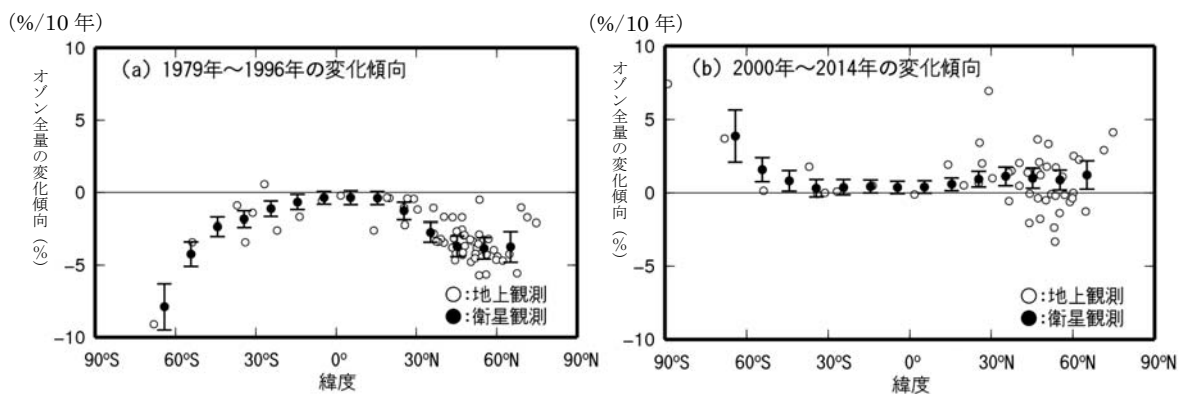 (%/10 年)
オゾン全量の変化傾向 (%)
10
5
0
−5
−10
(a) 1979年～1996年の変化傾向
○:地上観測
●:衛星観測
90ºS 60ºS 30ºS 0º 30ºN 60ºN 90ºN
緯度
(%/10 年)
オゾン全量の変化傾向 (%)
10
5
0
−5
−10
(b) 2000年～2014年の変化傾向
○:地上観測
●:衛星観測
90ºS 60ºS 30ºS 0º 30ºN 60ºN 90ºN
緯度